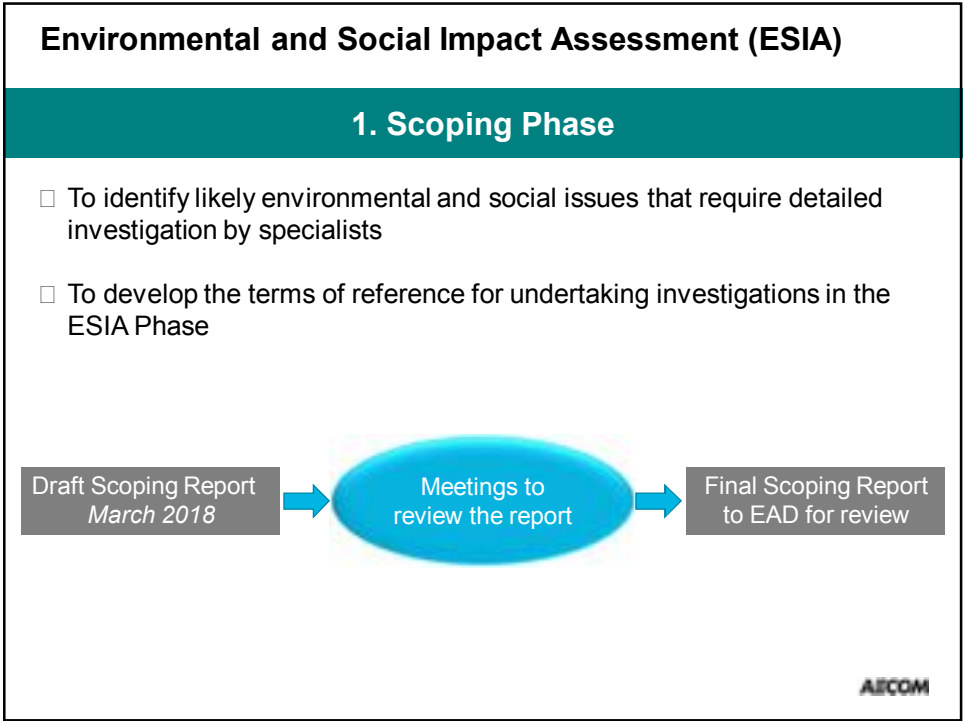 Environmental and Social Impact Assessment (ESIA)
1. Scoping Phase
To identify likely environmental and social issues that require detailed
investigation by specialists
To develop the terms of reference for undertaking investigations in the
ESIA Phase
Draft Scoping Report
March 2018
Meetings to
review the report
Final Scoping Report
to EAD for review
AECOM